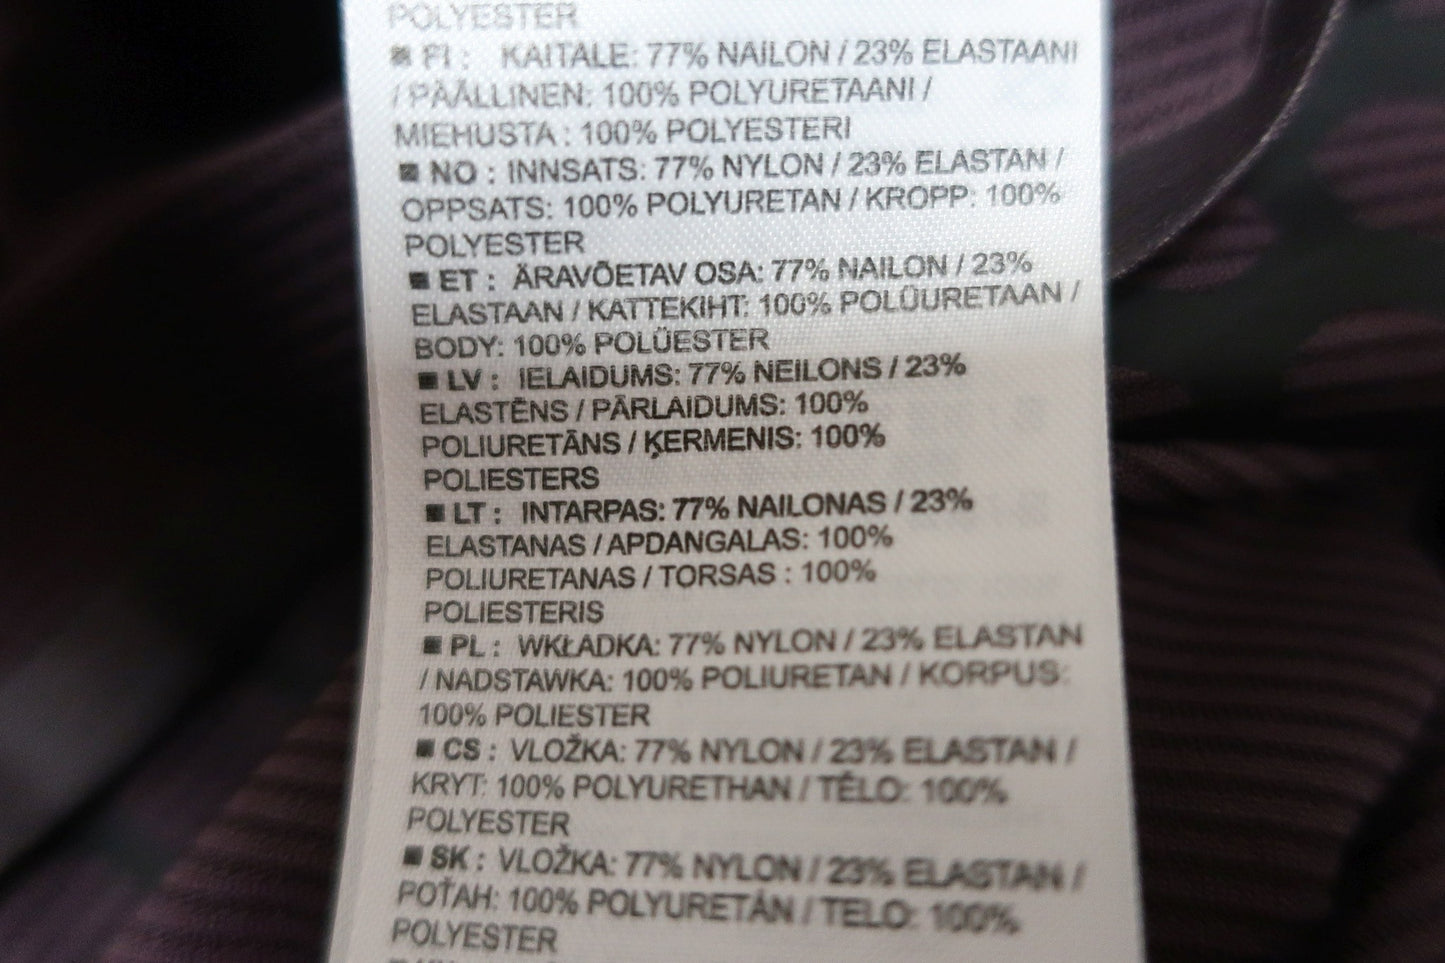 POLYESTER
■ FI : KAITALE: 77% NAILON / 23% ELASTAANI
/ PÄÄLLINEN: 100% POLYURETAANI /
MIEHUSTA : 100% POLYESTERI
■ NO : INNSATS: 77% NYLON / 23% ELASTAN /
OPPSATS: 100% POLYURETAN / KROPP: 100%
POLYESTER
■ ET : ÄRAVÕETAV OSA: 77% NAILON / 23%
ELASTAAN / KATTEKIHT: 100% POLÜURETAAN /
BODY: 100% POLÜESTER
■ LV : IELAIDUMS: 77% NEILONS / 23%
ELASTĒNS / PĀRLAIDUMS: 100%
POLIURETĀNS / ĶERMENIS: 100%
POLIESTERS
■ LT : INTARPAS: 77% NAILONAS / 23%
ELASTANAS / APDANGALAS: 100%
POLIURETANAS / TORSAS : 100%
POLIESTERIS
■ PL : WKŁADKA: 77% NYLON / 23% ELASTAN
/ NADSTAWKA: 100% POLIURETAN / KORPUS:
100% POLIESTER
■ CS : VLOŽKA: 77% NYLON / 23% ELASTAN /
KRYT: 100% POLYURETHAN / TĚLO: 100%
POLYESTER
■ SK : VLOŽKA: 77% NYLON / 23% ELASTAN /
POŤAH: 100% POLYURETÁN / TELO: 100%
POLYESTER